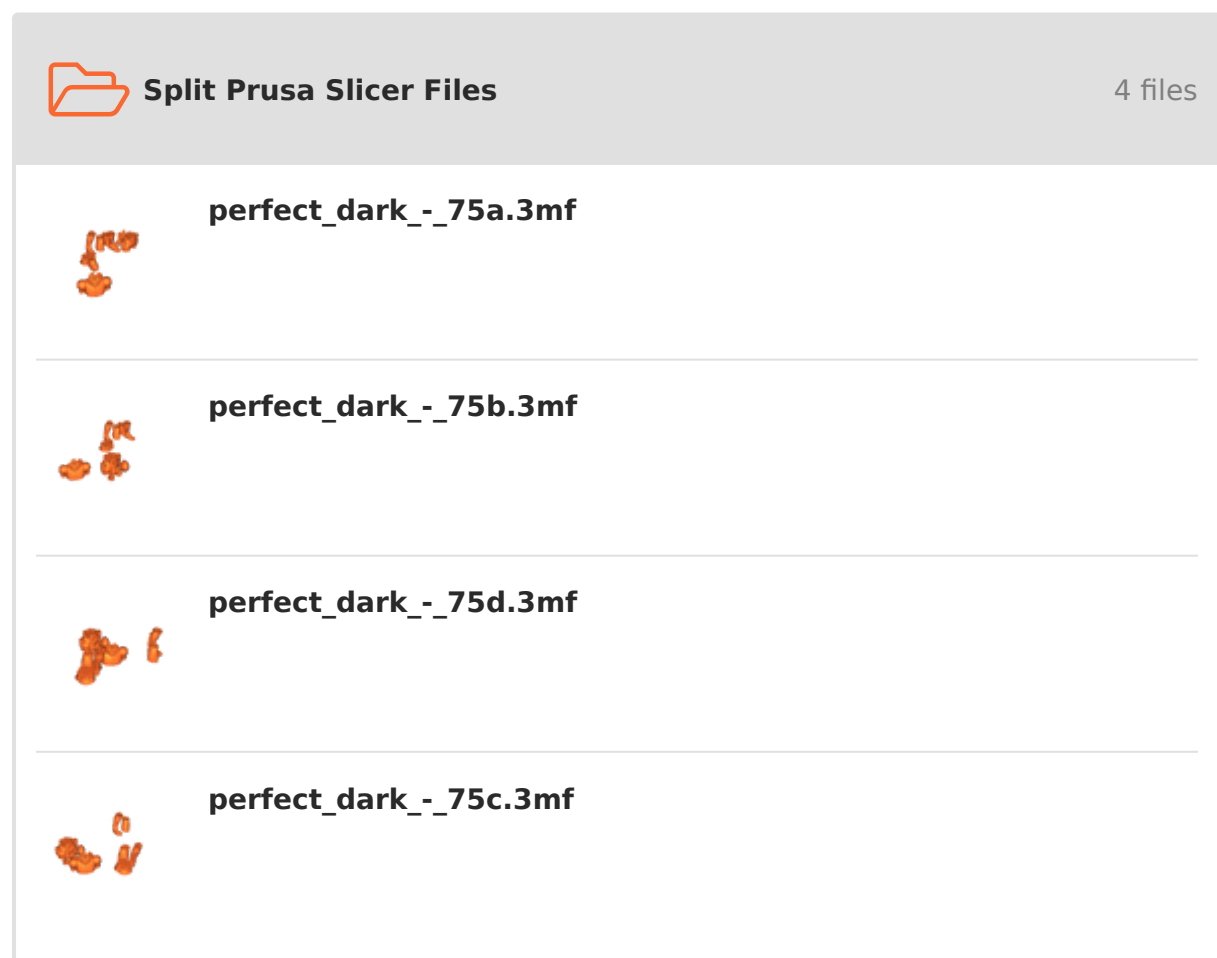 Split Prusa Slicer Files
4 files
perfect_dark_-_75a.3mf
perfect_dark_-_75b.3mf
perfect_dark_-_75d.3mf
perfect_dark_-_75c.3mf